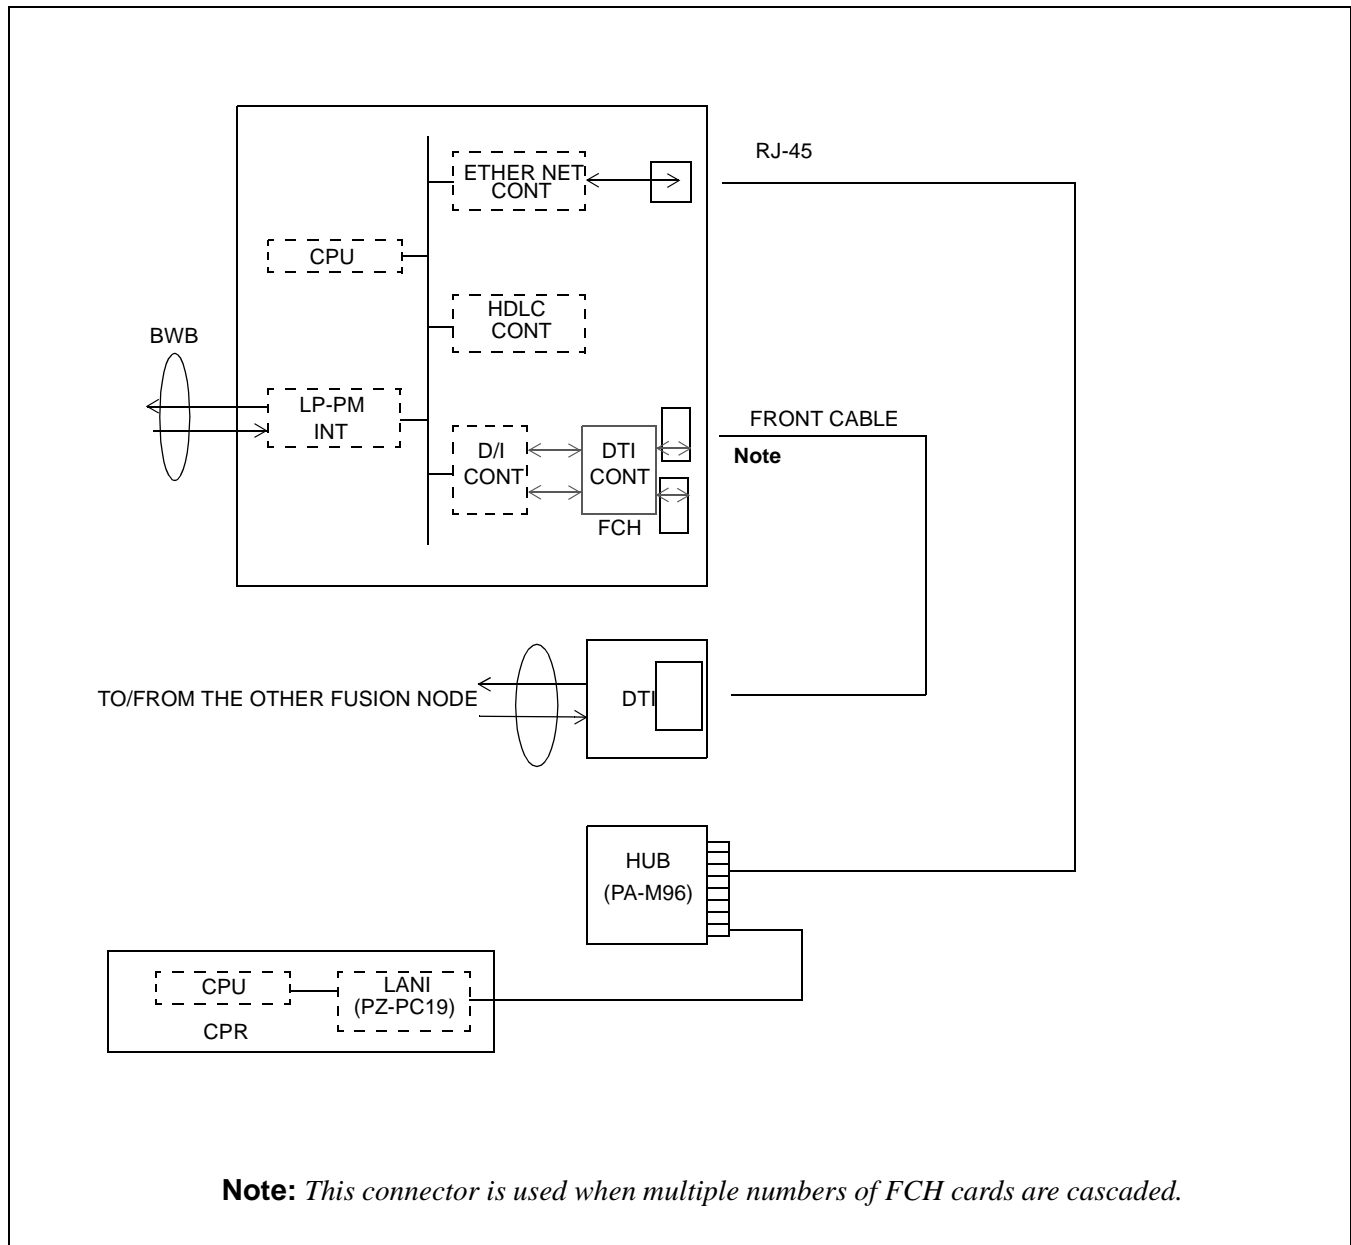 RJ-45
ETHER NET
CONT
CPU
HDLC
CONT
BWB
LP-PM
INT
D/I
CONT
DTI
CONT
FCH
FRONT CABLE
Note
TO/FROM THE OTHER FUSION NODE
DTI
HUB
(PA-M96)
CPU
LANI
(PZ-PC19)
CPR
Note: This connector is used when multiple numbers of FCH cards are cascaded.